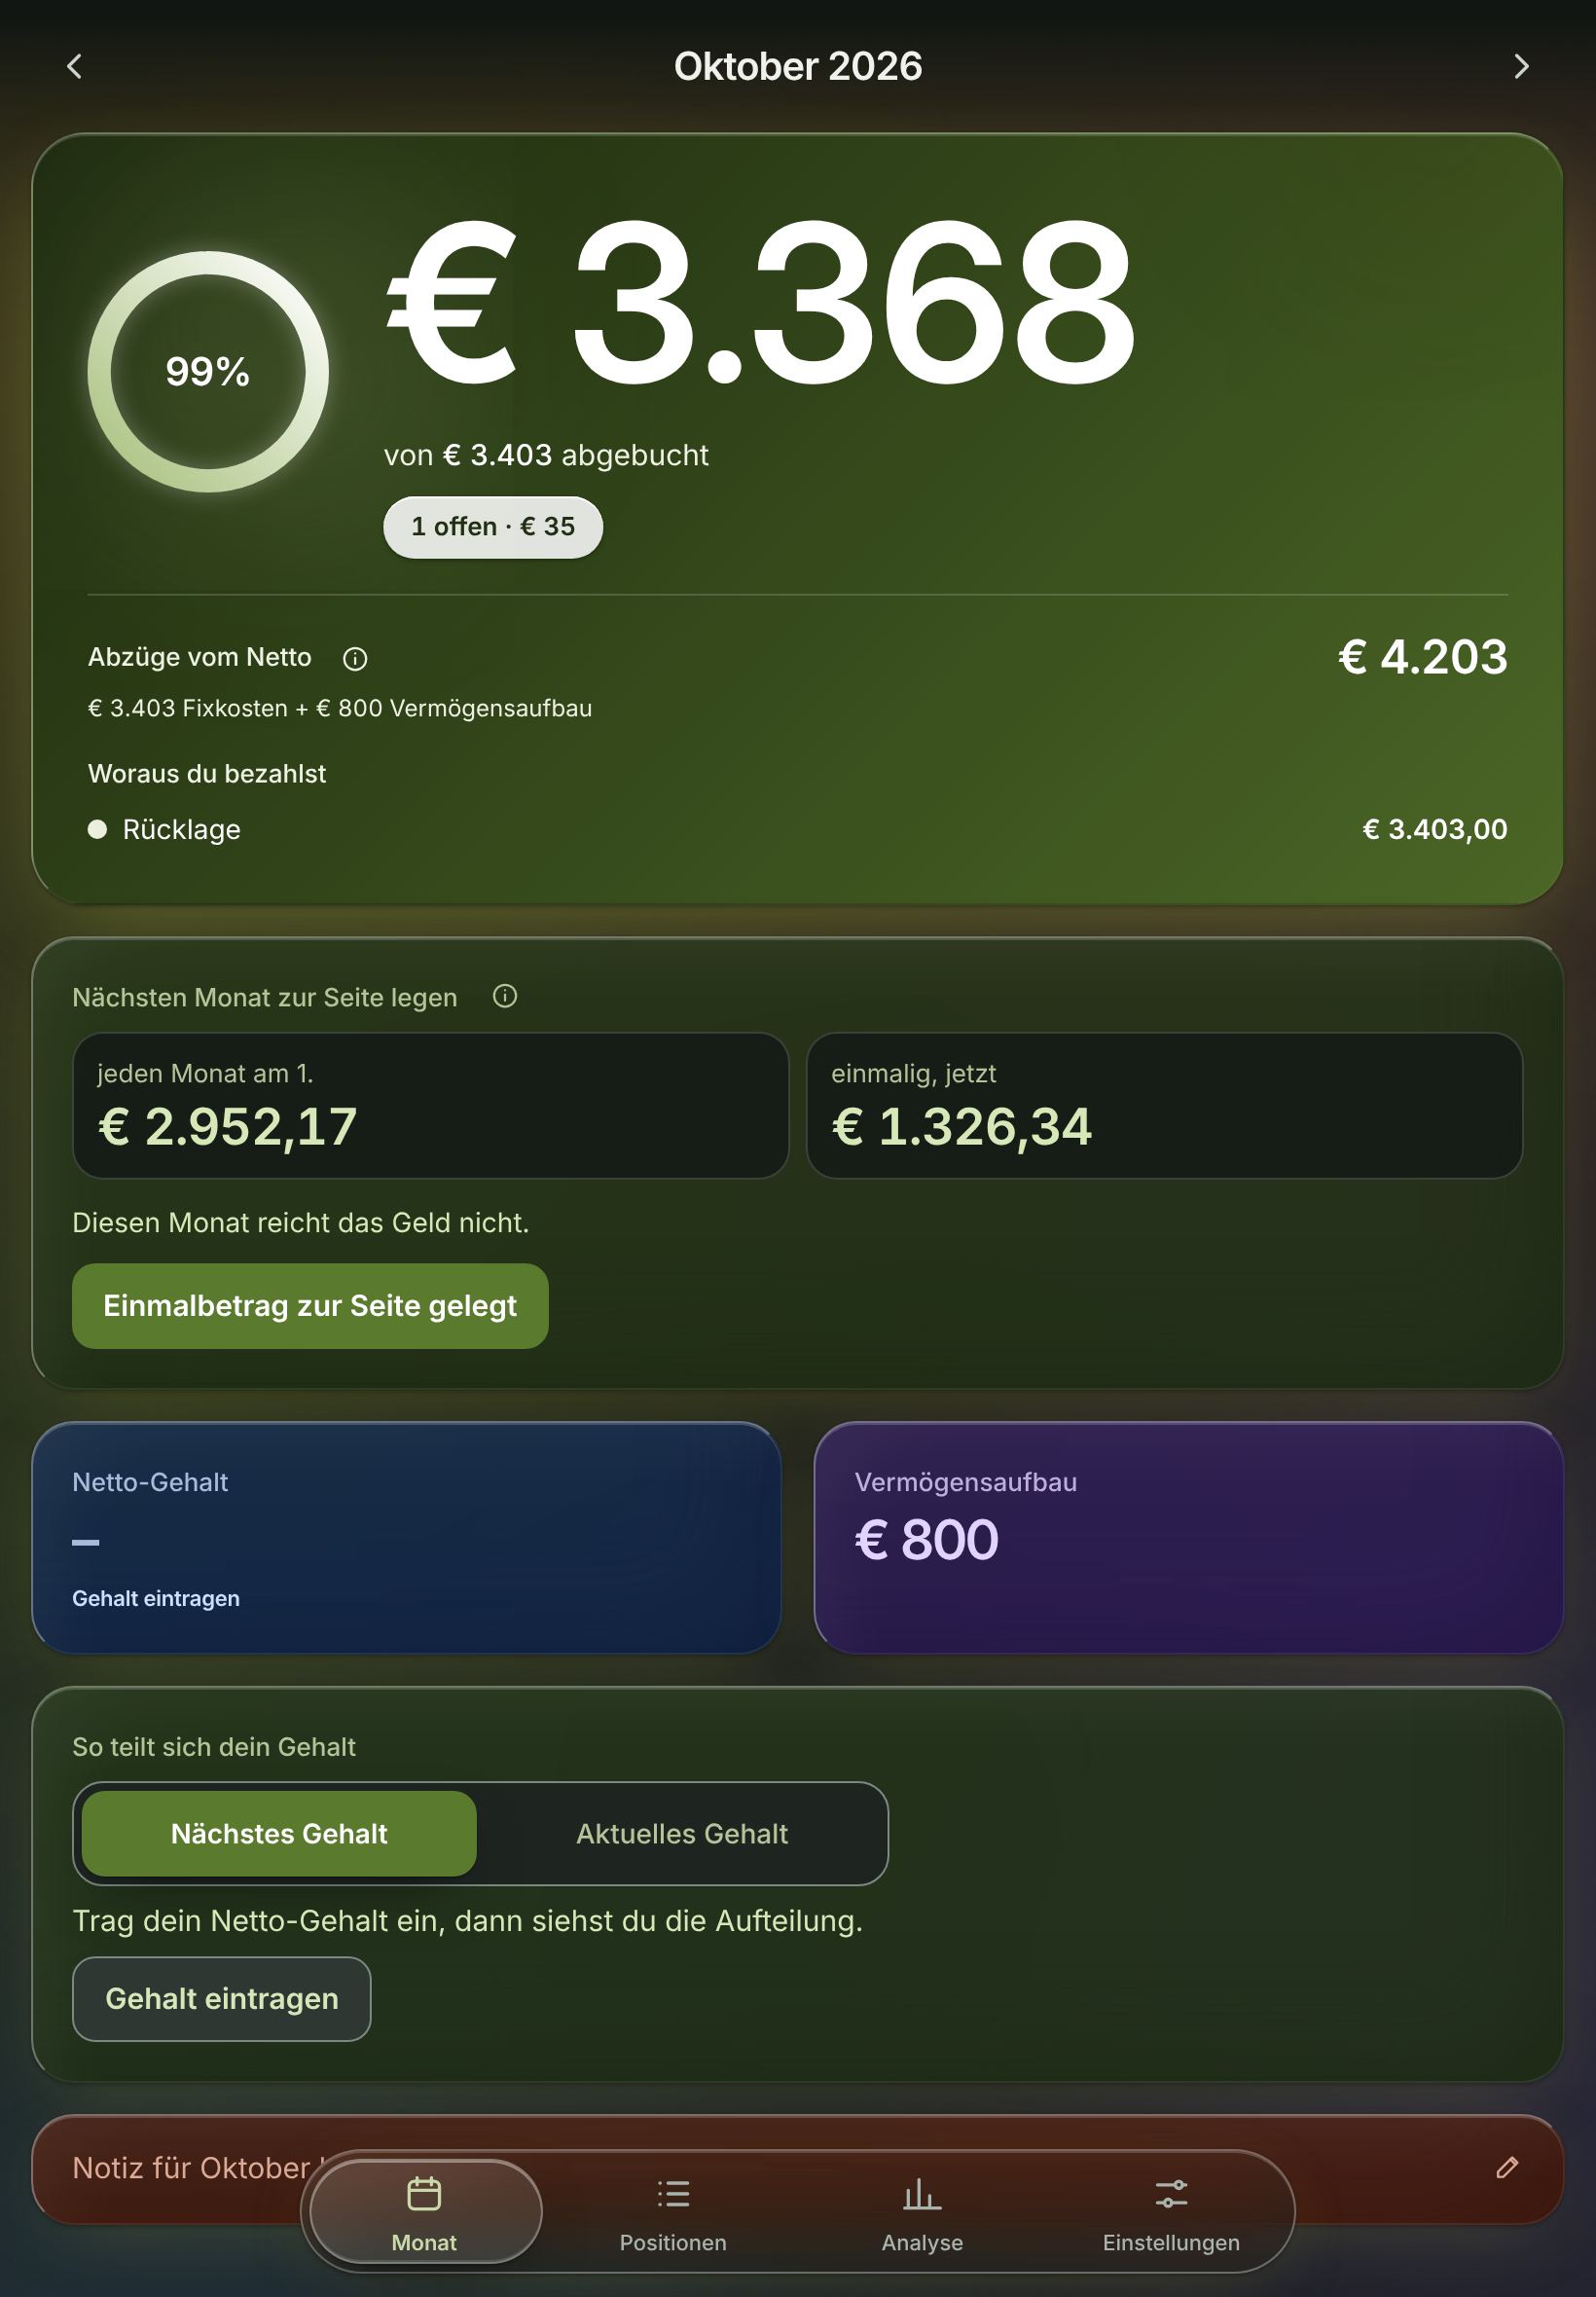 Oktober 2026
99%
€ 3.368
von € 3.403 abgebucht
1 offen · € 35
Abzüge vom Netto
€ 4.203
€ 3.403 Fixkosten + € 800 Vermögensaufbau
Woraus du bezahlst
Rücklage
€ 3.403,00
Nächsten Monat zur Seite legen
jeden Monat am 1.
€ 2.952,17
einmalig, jetzt
€ 1.326,34
Diesen Monat reicht das Geld nicht.
Einmalbetrag zur Seite gelegt
Netto-Gehalt
–
Gehalt eintragen
Vermögensaufbau
€ 800
So teilt sich dein Gehalt
Nächstes Gehalt
Aktuelles Gehalt
Trag dein Netto-Gehalt ein, dann siehst du die Aufteilung.
Gehalt eintragen
Notiz für Oktober
Monat
Positionen
Analyse
Einstellungen